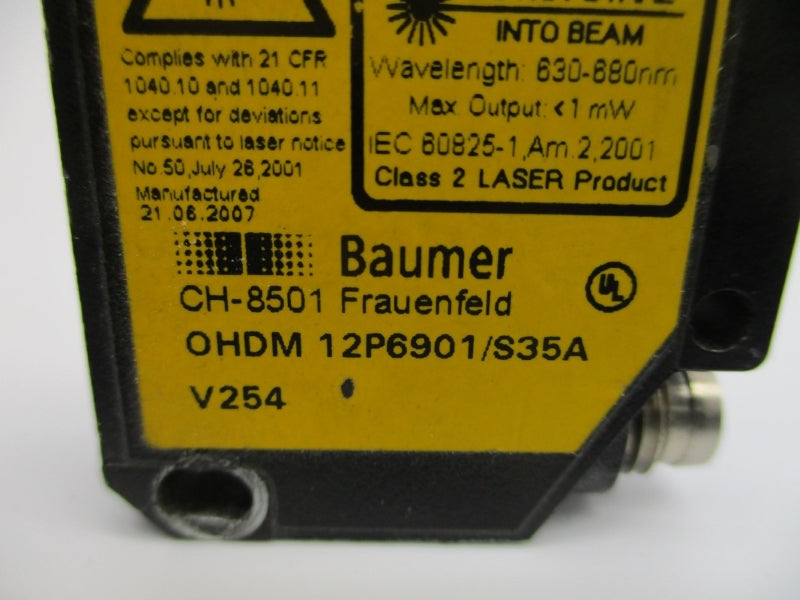 Complies with 21 CFR
1040.10 and 1040.11
except for deviations
pursuant to laser notice
No.50,July 26,2001
Manufactured
21.06.2007
INTO BEAM
Wavelength: 630-680nm
Max. Output: <1 mW
IEC 60825-1,Am.2,2001
Class 2 LASER Product
Baumer
UL
CH-8501 Frauenfeld
OHDM 12P6901/S35A
V254